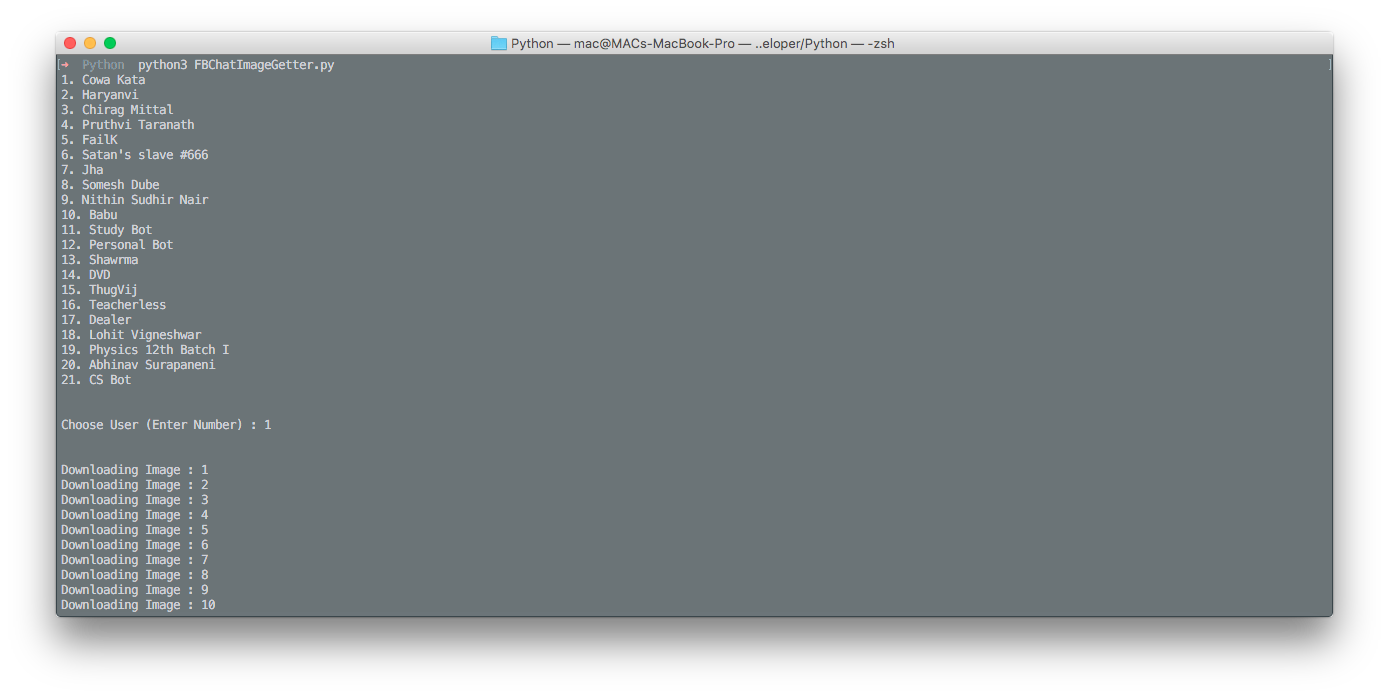 Python — mac@MACs-MacBook-Pro — ..eloper/Python — -zsh
[➜  Python  python3 FBChatImageGetter.py ]
1. Cowa Kata
2. Haryanvi
3. Chirag Mittal
4. Pruthvi Taranath
5. FailK
6. Satan's slave #666
7. Jha
8. Somesh Dube
9. Nithin Sudhir Nair
10. Babu
11. Study Bot
12. Personal Bot
13. Shawrma
14. DVD
15. ThugVij
16. Teacherless
17. Dealer
18. Lohit Vigneshwar
19. Physics 12th Batch I
20. Abhinav Surapaneni
21. CS Bot
Choose User (Enter Number) : 1
Downloading Image : 1
Downloading Image : 2
Downloading Image : 3
Downloading Image : 4
Downloading Image : 5
Downloading Image : 6
Downloading Image : 7
Downloading Image : 8
Downloading Image : 9
Downloading Image : 10